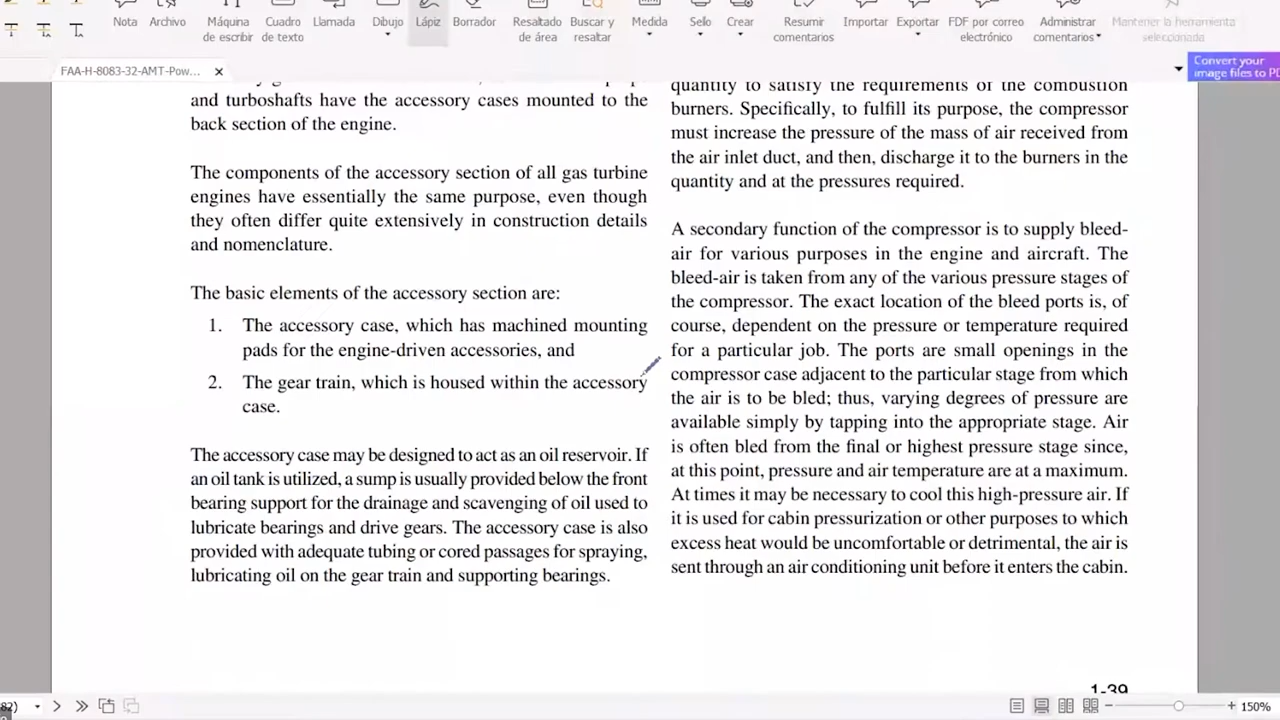 Nota
Archivo
Máquina
de escribir
Cuadro
de texto
Llamada
Dibujo
Lápiz
Borrador
Resaltado
de área
Buscar y
resaltar
Medida
Sello
Crear
Resumir
comentarios
Importar
Exportar
PDF por correo
electrónico
Administrar
comentarios
Mantener la herramienta
seleccionada
FAA-H-8083-32-AMT-Pow...
Convert your
image files to PD
and turboshafts have the accessory cases mounted to the
back section of the engine.
The components of the accessory section of all gas turbine
engines have essentially the same purpose, even though
they often differ quite extensively in construction details
and nomenclature.
The basic elements of the accessory section are:
1. The accessory case, which has machined mounting
pads for the engine-driven accessories, and
2. The gear train, which is housed within the accessory
case.
The accessory case may be designed to act as an oil reservoir. If
an oil tank is utilized, a sump is usually provided below the front
bearing support for the drainage and scavenging of oil used to
lubricate bearings and drive gears. The accessory case is also
provided with adequate tubing or cored passages for spraying,
lubricating oil on the gear train and supporting bearings.
quantity to satisfy the requirements of the combustion
burners. Specifically, to fulfill its purpose, the compressor
must increase the pressure of the mass of air received from
the air inlet duct, and then, discharge it to the burners in the
quantity and at the pressures required.
A secondary function of the compressor is to supply bleed-
air for various purposes in the engine and aircraft. The
bleed-air is taken from any of the various pressure stages of
the compressor. The exact location of the bleed ports is, of
course, dependent on the pressure or temperature required
for a particular job. The ports are small openings in the
compressor case adjacent to the particular stage from which
the air is to be bled; thus, varying degrees of pressure are
available simply by tapping into the appropriate stage. Air
is often bled from the final or highest pressure stage since,
at this point, pressure and air temperature are at a maximum.
At times it may be necessary to cool this high-pressure air. If
it is used for cabin pressurization or other purposes to which
excess heat would be uncomfortable or detrimental, the air is
sent through an air conditioning unit before it enters the cabin.
1-39
82)
150%